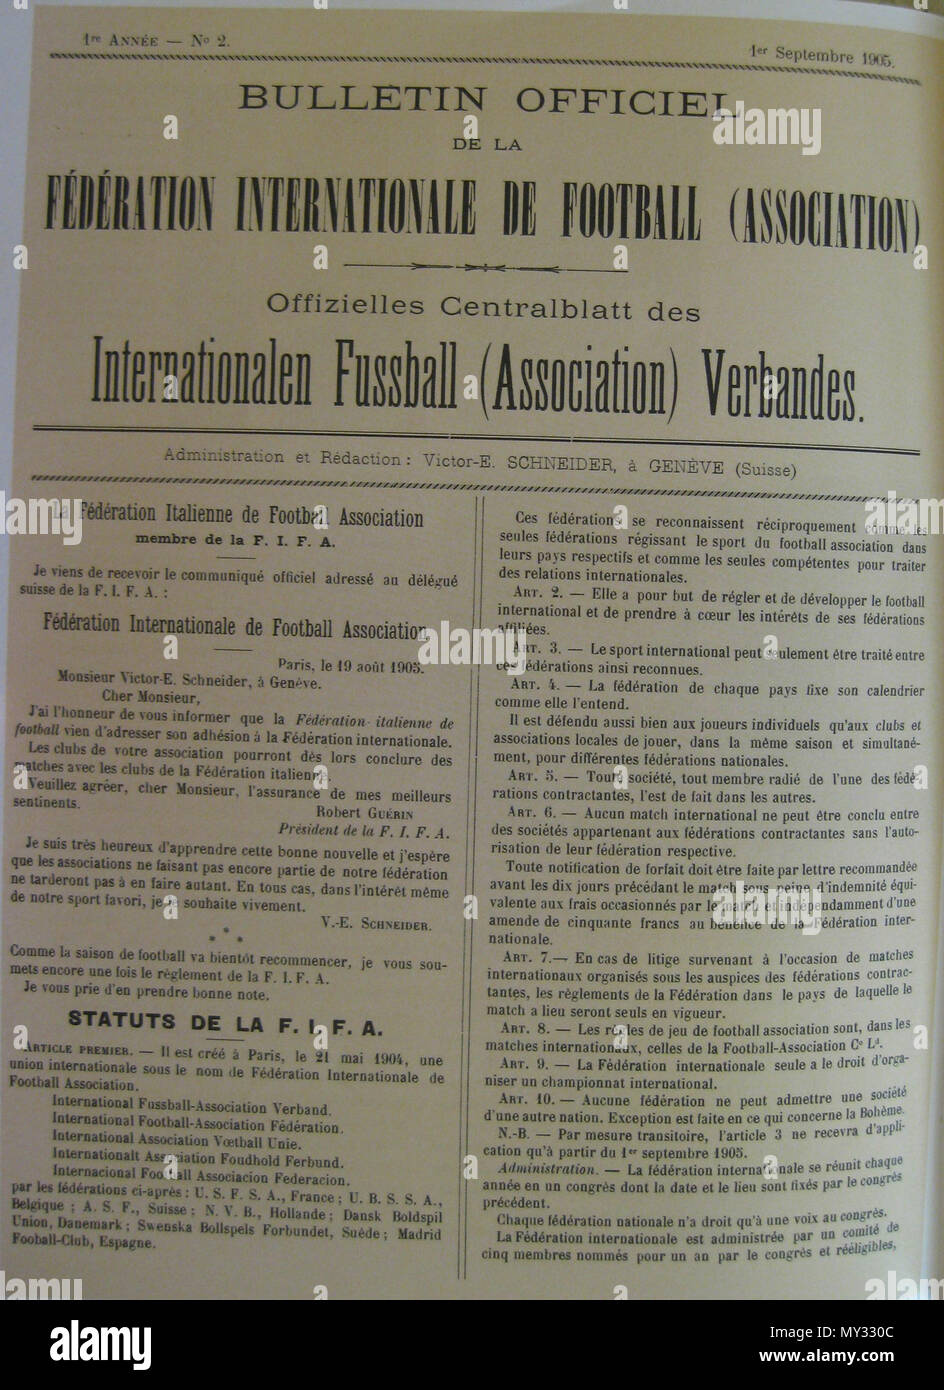 1re ANNÉE — No 2.
1er Septembre 1905.
BULLETIN OFFICIEL
DE LA
FÉDÉRATION INTERNATIONALE DE FOOTBALL (ASSOCIATION)
Offizielles Centralblatt des
Internationalen Fussball (Association) Verbandes.
Administration et Rédaction : Victor-E. SCHNEIDER, à GENÈVE (Suisse)
La Fédération Italienne de Football Association
membre de la F. I. F. A.
Je viens de recevoir le communiqué officiel adressé au délégué
suisse de la F. I. F. A. :
Fédération Internationale de Football Association
Paris, le 19 août 1905.
Monsieur Victor-E. Schneider, à Genève.
Cher Monsieur,
J'ai l'honneur de vous informer que la Fédération italienne de
football vien d'adresser son adhésion à la Fédération internationale.
Les clubs de votre association pourront dès lors conclure des
matches avec les clubs de la Fédération italienne.
Veuillez agréer, cher Monsieur, l'assurance de mes meilleurs
sentiments.
Robert GUÉRIN
Président de la F. I. F. A.
Je suis très heureux d'apprendre cette bonne nouvelle et j'espère
que les associations ne faisant pas encore partie de notre fédération
ne tarderont pas à en faire autant. En tous cas, dans l'intérêt même
de notre sport favori, je le souhaite vivement.
V.-E. SCHNEIDER.
* * *
Comme la saison de football va bientôt recommencer, je vous sou-
mets encore une fois le règlement de la F. I. F. A.
Je vous prie d'en prendre bonne note.
STATUTS DE LA F. I. F. A.
ARTICLE PREMIER. — Il est créé à Paris, le 21 mai 1904, une
union internationale sous le nom de Fédération Internationale de
Football Association.
International Fussball-Association Verband.
International Football-Association Fédération.
International Association Vœtball Unie.
Internationalt Association Foudhold Ferbund.
Internacional Football Associacion Federacion.
par les fédérations ci-après : U. S. F. S. A., France ; U. B. S. S. A.,
Belgique ; A. S. F., Suisse ; N. V. B., Hollande ; Dansk Boldspil
Union, Danemark ; Swenska Bollspels Forbundet, Suède ; Madrid
Fooball-Club, Espagne.
Ces fédérations se reconnaissent réciproquement comme les
seules fédérations régissant le sport du football association dans
leurs pays respectifs et comme les seules compétentes pour traiter
des relations internationales.
ART. 2. — Elle a pour but de régler et de développer le football
international et de prendre à cœur les intérêts de ses fédérations
affiliées.
ART. 3. — Le sport international peut seulement être traité entre
ces fédérations ainsi reconnues.
ART. 4. — La fédération de chaque pays fixe son calendrier
comme elle l'entend.
Il est défendu aussi bien aux joueurs individuels qu'aux clubs et
associations locales de jouer, dans la même saison et simultané-
ment, pour différentes fédérations nationales.
ART. 5. — Toute société, tout membre radié de l'une des fédé-
rations contractantes, l'est de fait dans les autres.
ART. 6. — Aucun match international ne peut être conclu entre
des sociétés appartenant aux fédérations contractantes sans l'auto-
risation de leur fédération respective.
Toute notification de forfait doit être faite par lettre recommandée
avant les dix jours précédant le match sous peine d'indemnité équi-
valente aux frais occasionnés par le match et indépendamment d'une
amende de cinquante francs au bénéfice de la Fédération inter-
nationale.
ART. 7.— En cas de litige survenant à l'occasion de matches
internationaux organisés sous les auspices des fédérations contrac-
tantes, les règlements de la Fédération dans le pays de laquelle le
match a lieu seront seuls en vigueur.
ART. 8. — Les règles de jeu de football association sont, dans les
matches internationaux, celles de la Football-Association Ce Ld.
ART. 9. — La Fédération internationale seule a le droit d'orga-
niser un championnat international.
ART. 10. — Aucune fédération ne peut admettre une société
d'une autre nation. Exception est faite en ce qui concerne la Bohème.
N.-B. — Par mesure transitoire, l'article 3 ne recevra d'appli-
cation qu'à partir du 1er septembre 1905.
Administration. — La fédération internationale se réunit chaque
année en un congrès dont la date et le lieu sont fixés par le congrès
précédent.
Chaque fédération nationale n'a droit qu'à une voix au congrès.
La Fédération internationale est administrée par un comité de
cinq membres nommés pour un an par le congrès et rééligibles,
alamy
Image ID: MY330C
www.alamy.com